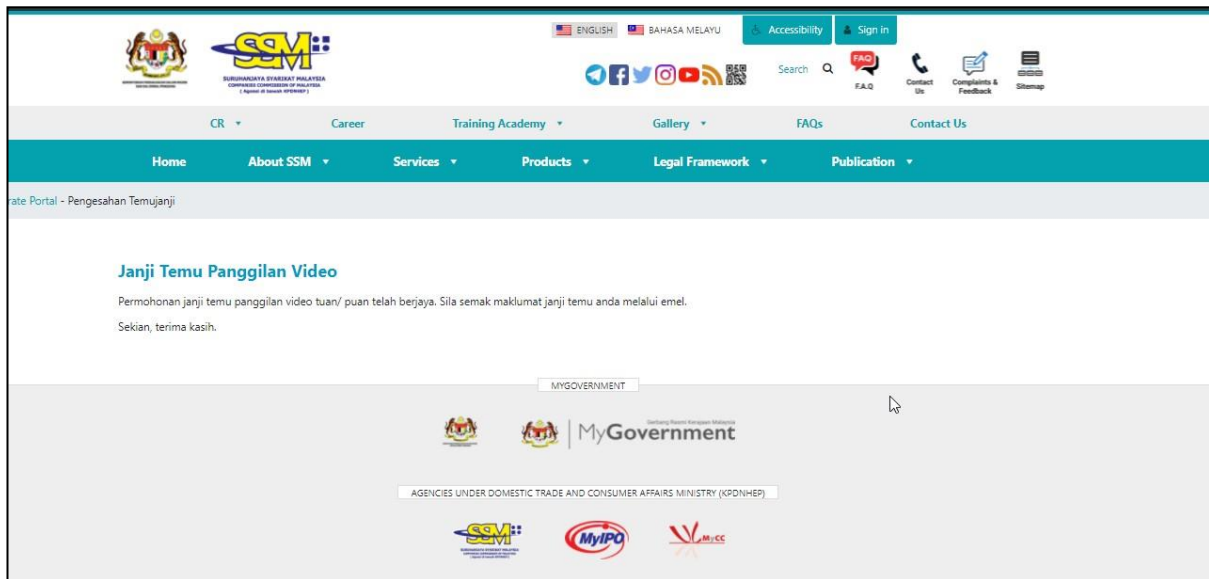 ENGLISH BAHASA MELAYU Accessibility Sign in
SSM
SURUHANJAYA SYARIKAT MALAYSIA
COMPANIES COMMISSION OF MALAYSIA
( Agensi di bawah KPDNHEP )
Search
FAQ
F.A.Q
Contact Us
Complaints & Feedback
Sitemap
CR Career Training Academy Gallery FAQs Contact Us
Home About SSM Services Products Legal Framework Publication
rate Portal - Pengesahan Temujanji
Janji Temu Panggilan Video
Permohonan janji temu panggilan video tuan/ puan telah berjaya. Sila semak maklumat janji temu anda melalui emel.
Sekian, terima kasih.
MYGOVERNMENT
MyGovernment
AGENCIES UNDER DOMESTIC TRADE AND CONSUMER AFFAIRS MINISTRY (KPDNHEP)
SSM
MyIPO
MyCC